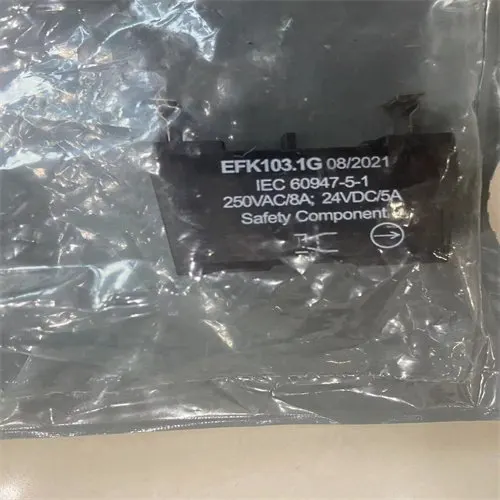 EFK103.1G 08/2021
IEC 60947-5-1
250VAC/8A; 24VDC/5A
Safety Component